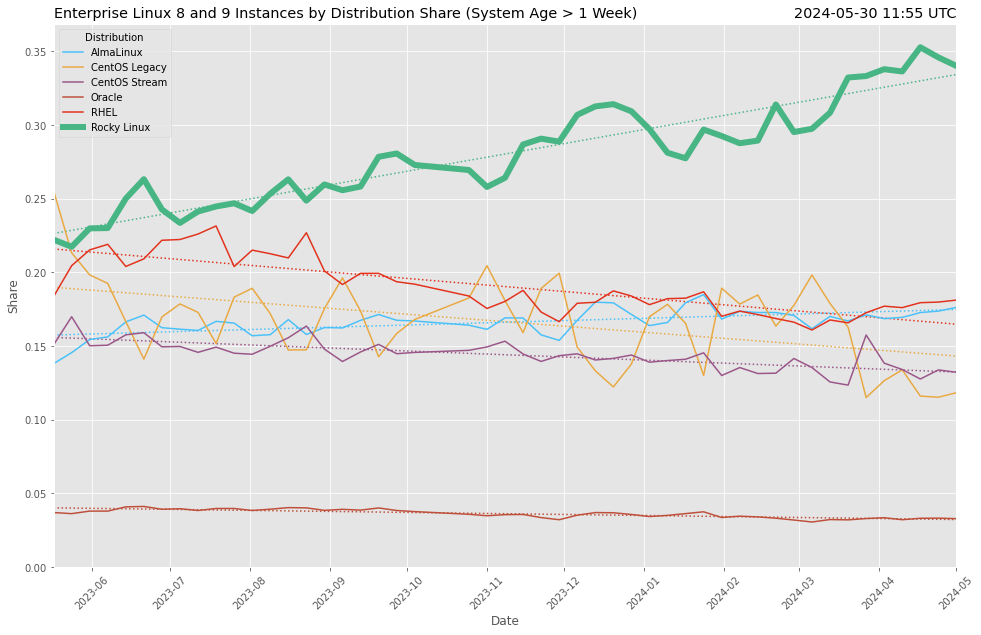 Enterprise Linux 8 and 9 Instances by Distribution Share (System Age > 1 Week)
2024-05-30 11:55 UTC
Distribution
AlmaLinux
CentOS Legacy
CentOS Stream
Oracle
RHEL
Rocky Linux
0.35
0.30
0.25
0.20
0.15
0.10
0.05
0.00
Share
2023-06
2023-07
2023-08
2023-09
2023-10
2023-11
2023-12
2024-01
2024-02
2024-03
2024-04
2024-05
Date